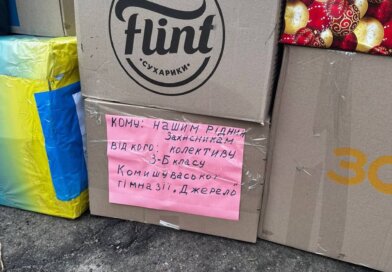 flint
СУХАРИКИ
КОМУ: НАШИМ РІДНИМ
ЗАХИСНИКАМ
ВІД КОГО: КОЛЕКТИВУ
3-Б КЛАСУ
КОМИШУВАСЬКОЇ
ГІМНАЗІЇ „ДЖЕРЕЛО